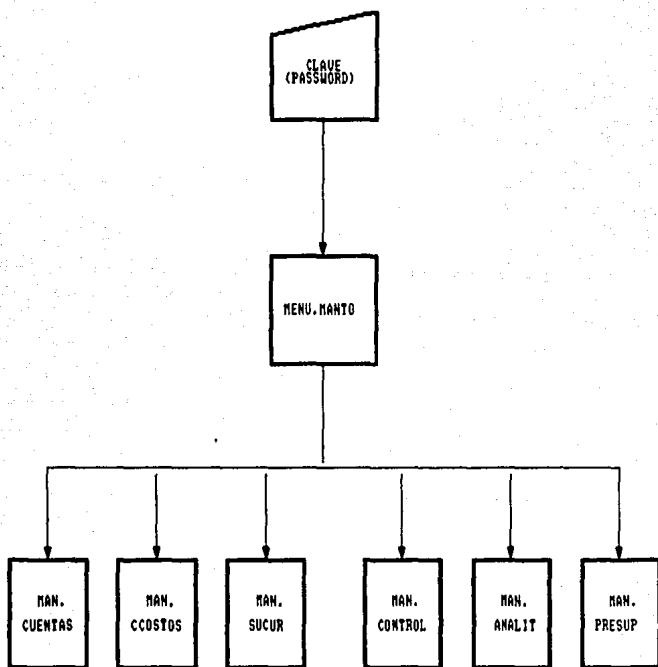 CLAVE
(PASSWORD)
MENU.MANTO
MAN.
CUENTAS
MAN.
CCOSTOS
MAN.
SUCUR
MAN.
CONTROL
MAN.
ANALIT
MAN.
PRESUP